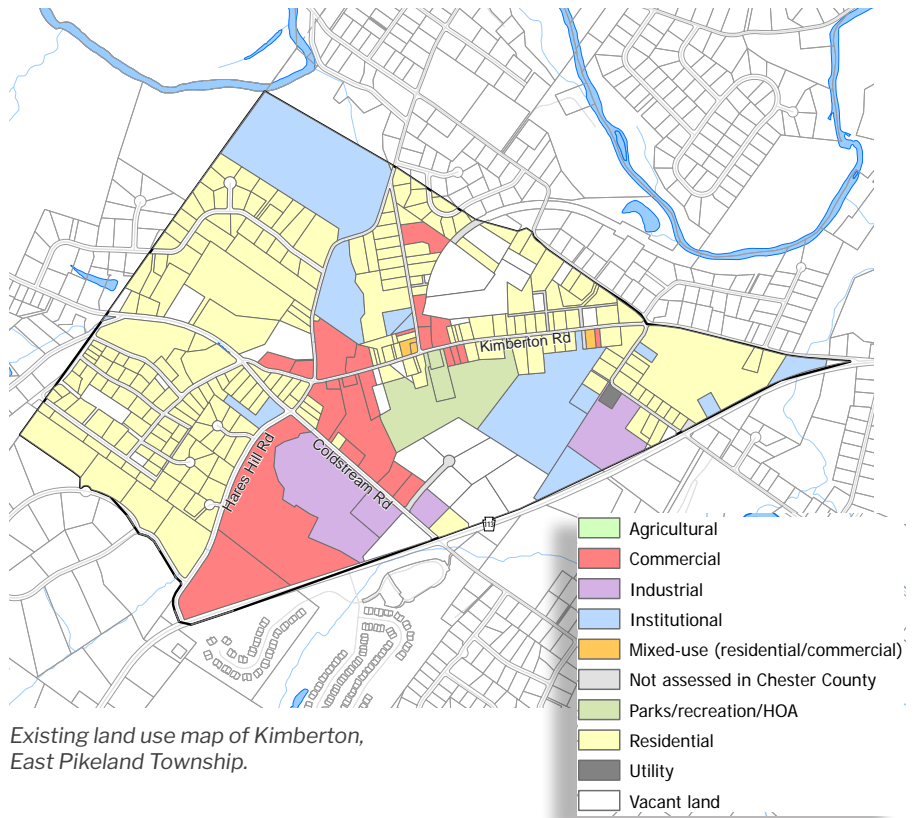 Kimberton Rd
Hares Hill Rd
Coldstream Rd
113
Agricultural
Commercial
Industrial
Institutional
Mixed-use (residential/commercial)
Not assessed in Chester County
Parks/recreation/HOA
Residential
Utility
Vacant land
Existing land use map of Kimberton,
East Pikeland Township.